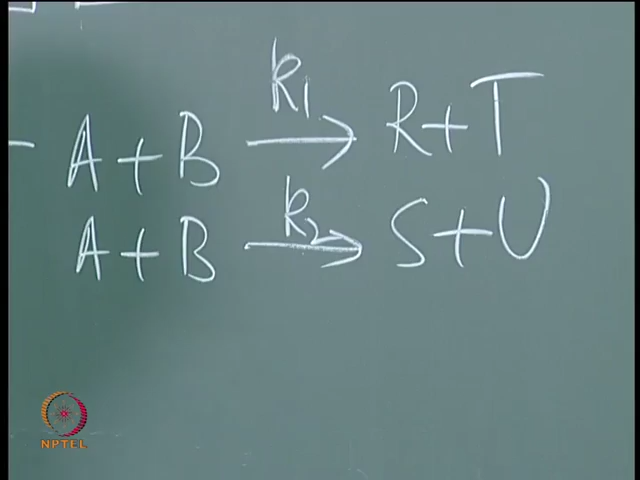 A + B →k₁ R + T
A + B →k₂ S + U
NPTEL